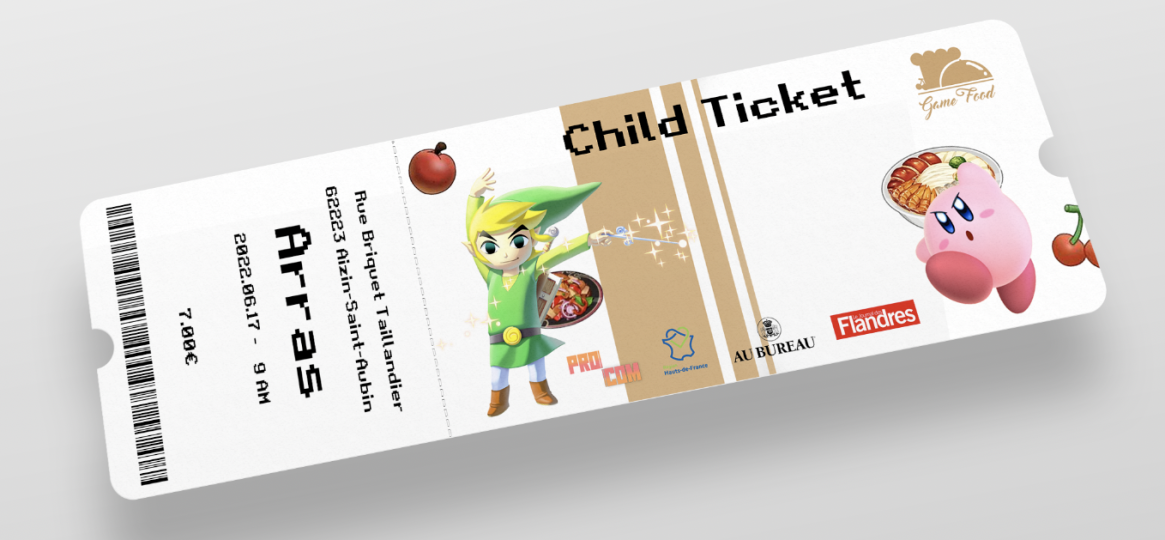 Child Ticket
Game Food
Rue Briquet Taillandier
62223 Aizin-Saint-Aubin
Arras
2022.06.17 - 9 AM
7.00€
PRO
COM
Hauts-de-France
AU BUREAU
Flandres